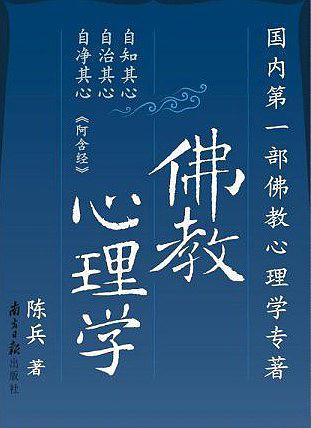 国内第一部佛教心理学专著
佛教
心理学
自知其心
自治其心
自净其心
《阿含经》
陈兵 著
南方日报出版社